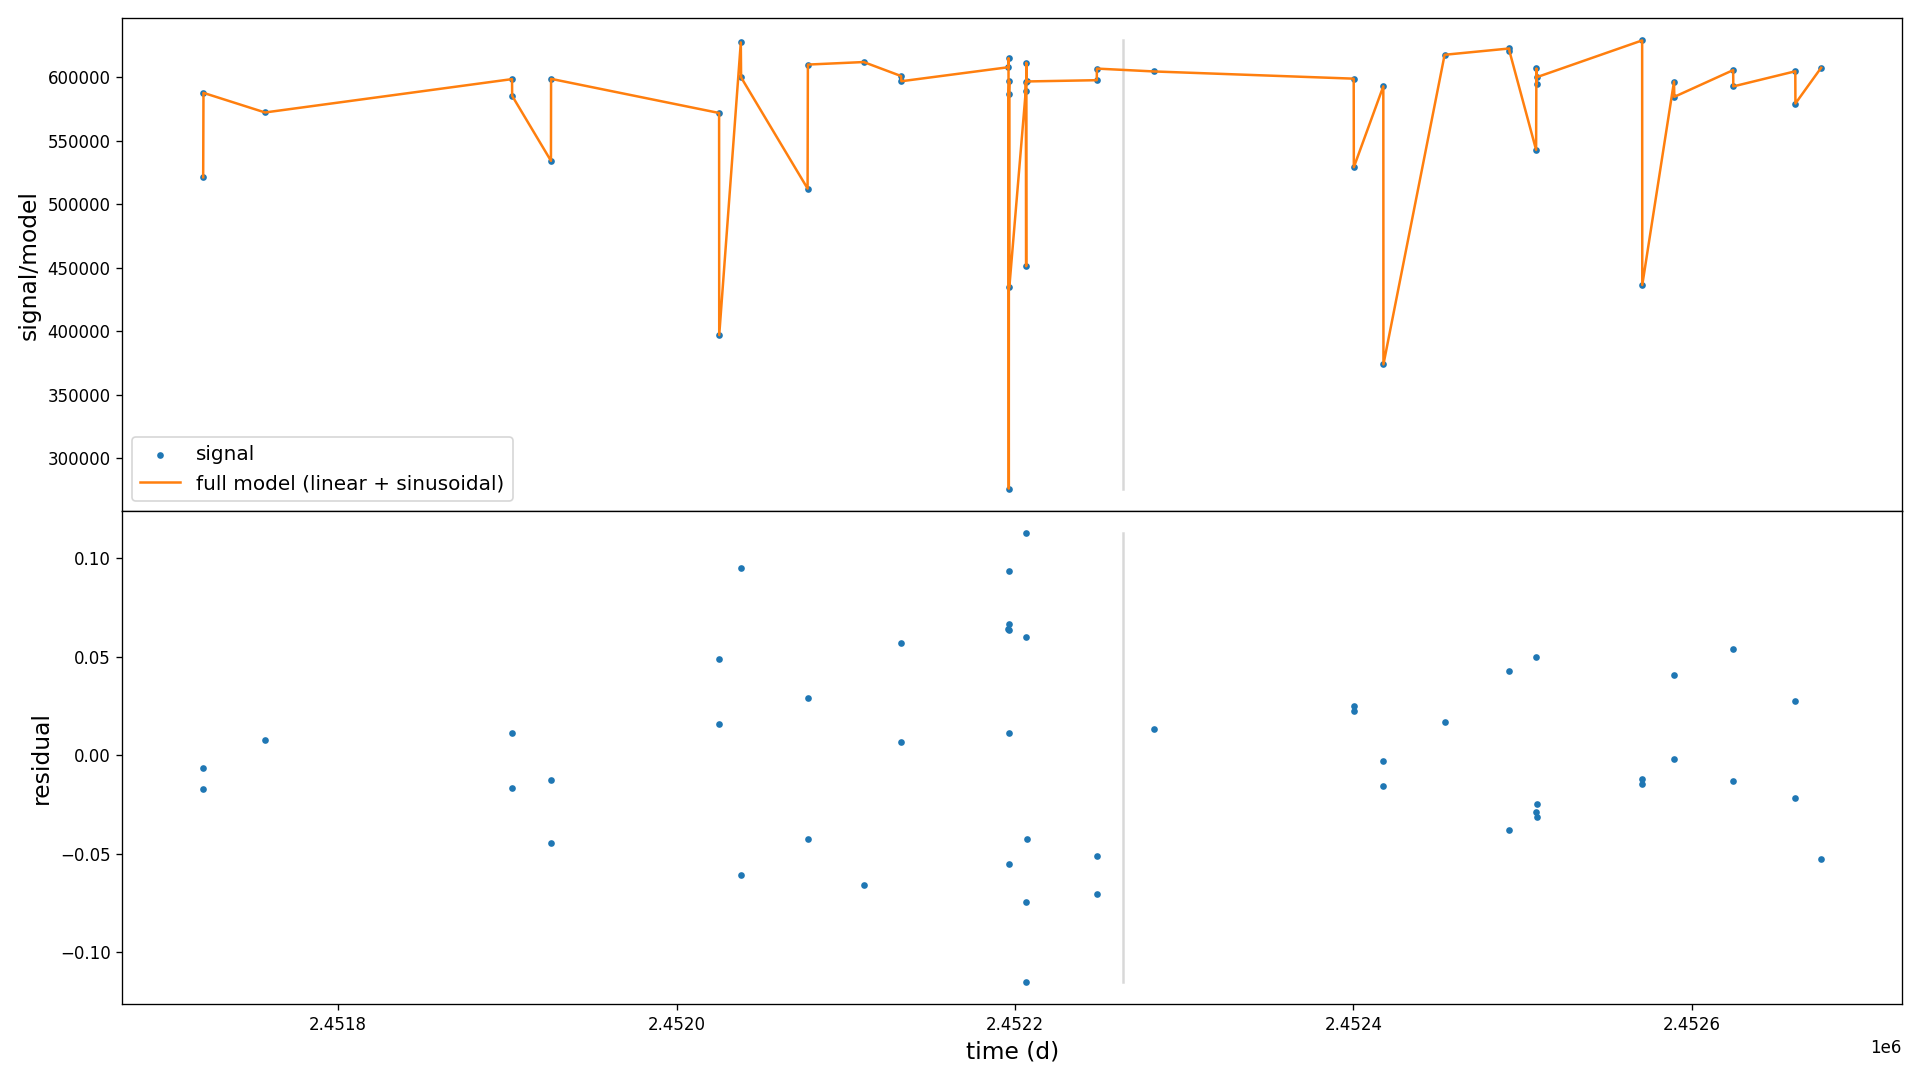 600000
550000
500000
450000
400000
350000
300000
signal/model
signal
full model (linear + sinusoidal)
0.10
0.05
0.00
−0.05
−0.10
residual
2.4518
2.4520
2.4522
2.4524
2.4526
time (d)
1e6